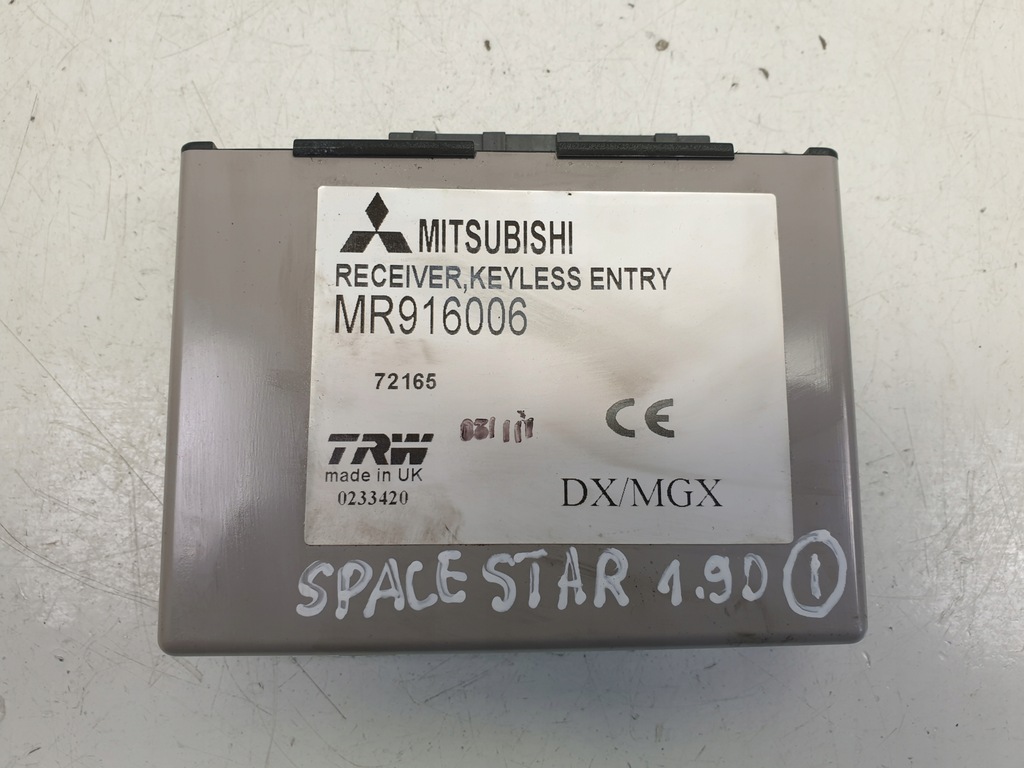 MITSUBISHI
RECEIVER,KEYLESS ENTRY
MR916006
72165
CE
TRW
made in UK
0233420
DX/MGX
SPACE STAR 1.9D 1